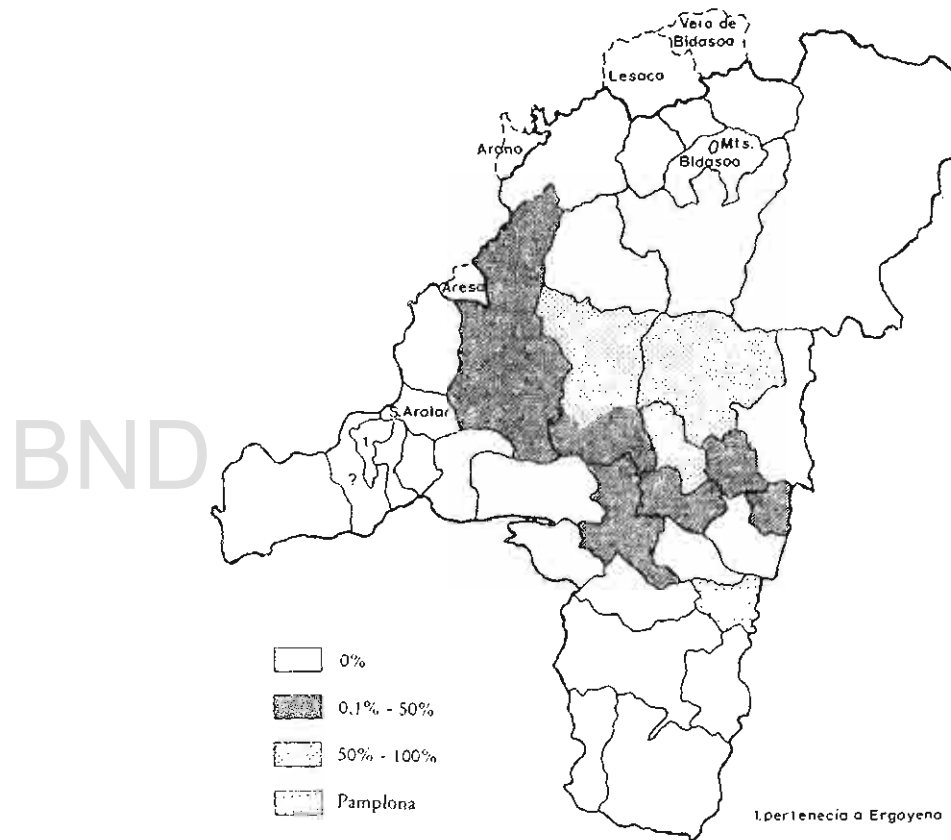 Vera de
Bidasoa
Lesaca
Arano
Mts.
Bidasoa
Aresa
S.Aralar
1
?
BND
0%
0,1% - 50%
50% - 100%
Pamplona
1.pertenecía a Ergoyena